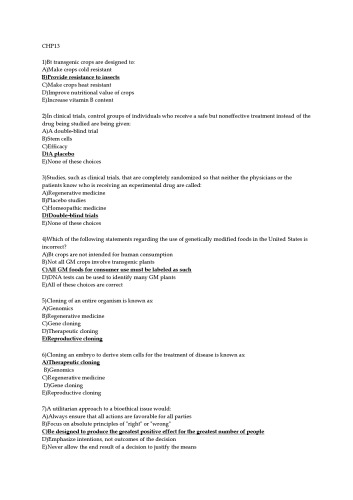 CHP13
1)Bt transgenic crops are designed to:
A)Make crops cold resistant
B)Provide resistance to insects
C)Make crops heat resistant
D)Improve nutritional value of crops
E)Increase vitamin B content
2)In clinical trials, control groups of individuals who receive a safe but noneffective treatment instead of the
drug being studied are being given:
A)A double-blind trial
B)Stem cells
C)Efficacy
D)A placebo
E)None of these choices
3)Studies, such as clinical trials, that are completely randomized so that neither the physicians or the
patients know who is receiving an experimental drug are called:
A)Regenerative medicine
B)Placebo studies
C)Homeopathic medicine
D)Double-blind trials
E)None of these choices
4)Which of the following statements regarding the use of genetically modified foods in the United States is
incorrect?
A)Bt crops are not intended for human consumption
B)Not all GM crops involve transgenic plants
C)All GM foods for consumer use must be labeled as such
D)DNA tests can be used to identify many GM plants
E)All of these choices are correct
5)Cloning of an entire organism is known as:
A)Genomics
B)Regenerative medicine
C)Gene cloning
D)Therapeutic cloning
E)Reproductive cloning
6)Cloning an embryo to derive stem cells for the treatment of disease is known as:
A)Therapeutic cloning
B)Genomics
C)Regenerative medicine
D)Gene cloning
E)Reproductive cloning
7)A utilitarian approach to a bioethical issue would:
A)Always ensure that all actions are favorable for all parties
B)Focus on absolute principles of "right" or "wrong"
C)Be designed to produce the greatest positive effect for the greatest number of people
D)Emphasize intentions, not outcomes of the decision
E)Never allow the end result of a decision to justify the means